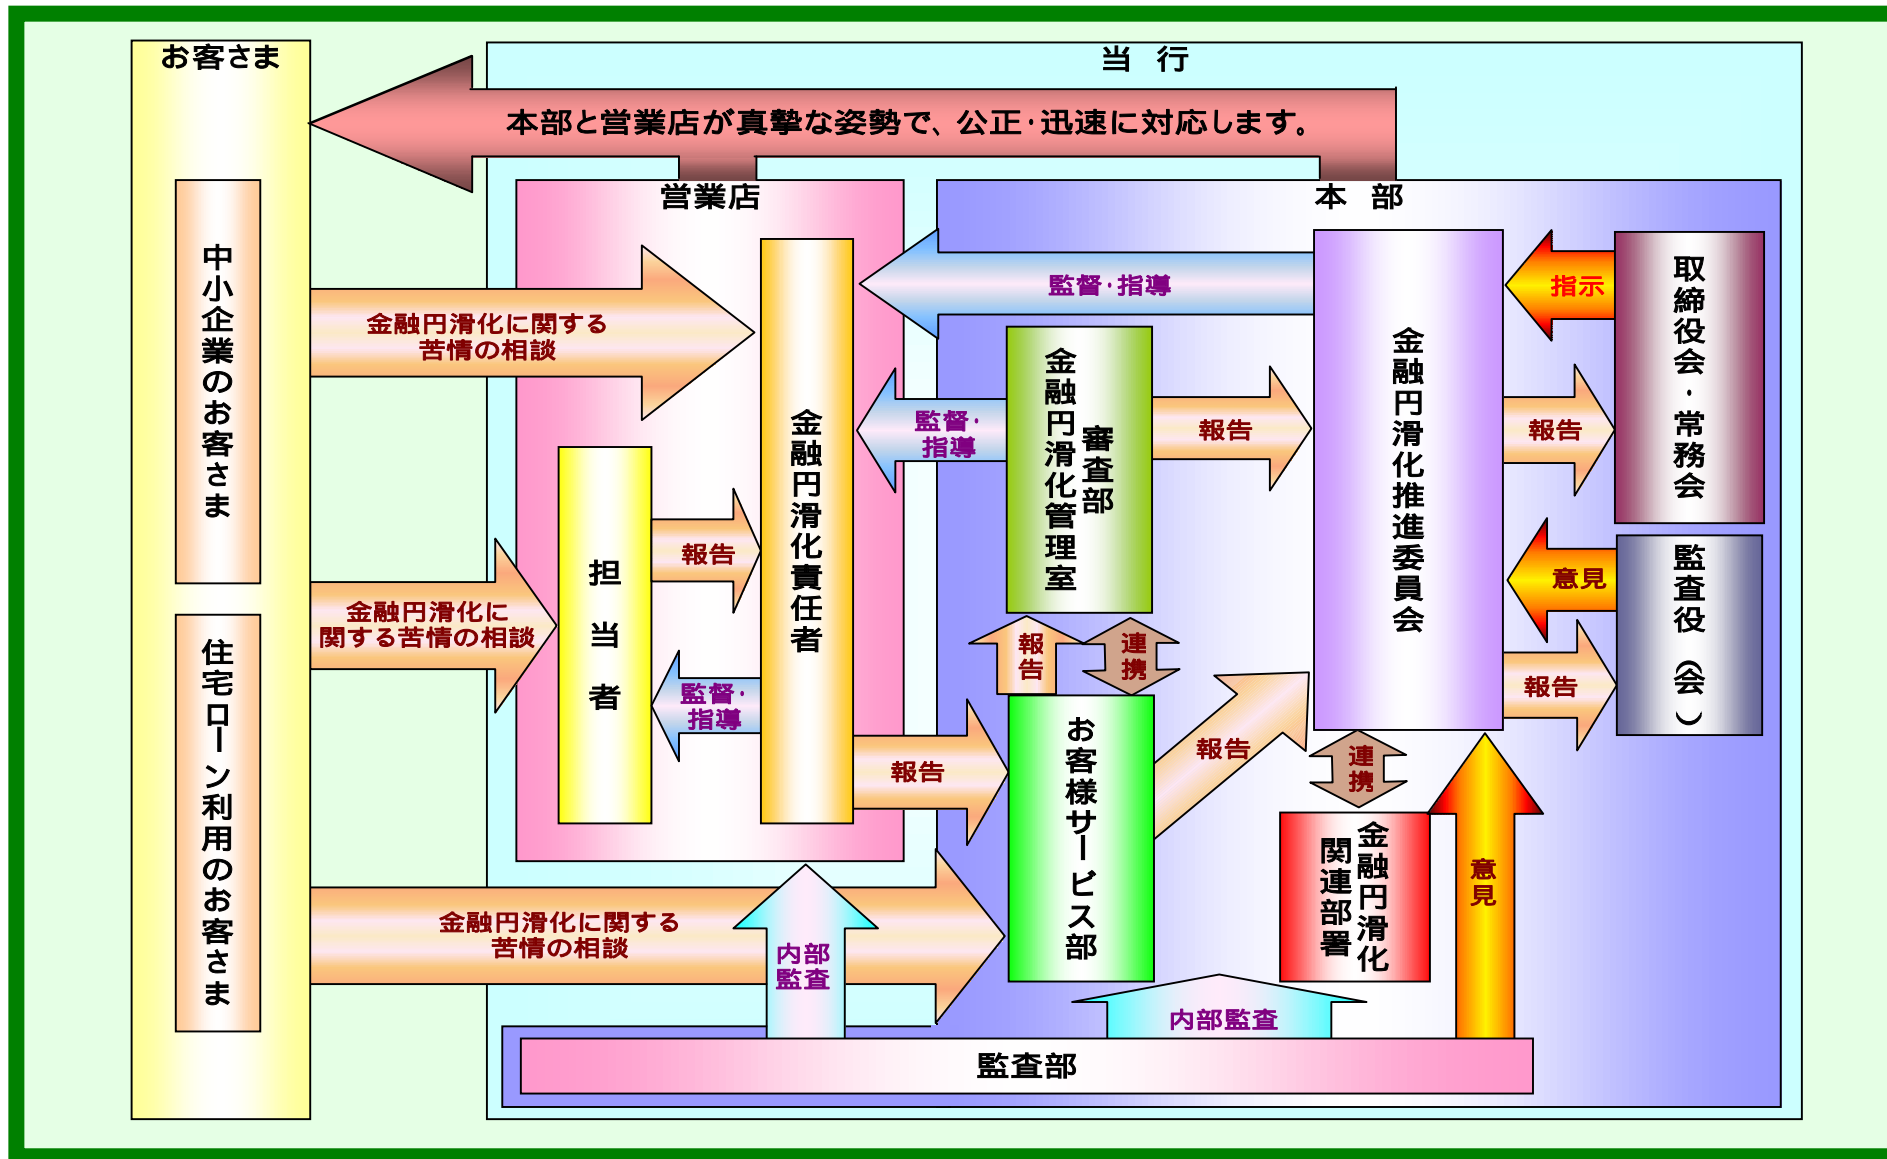 お客さま
当 行
本部と営業店が真摯な姿勢で、公正・迅速に対応します。
営業店
本 部
中小企業のお客さま
住宅ローン利用のお客さま
金融円滑化に関する
苦情の相談
金融円滑化に
関する苦情の相談
金融円滑化に関する
苦情の相談
担当者
報告
監督・
指導
金融円滑化責任者
監督・指導
監督・
指導
報告
審査部
金融円滑化管理室
報告
報告
連携
お客様サービス部
報告
金融円滑化推進委員会
連携
金融円滑化
関連部署
指示
報告
取締役会・常務会
意見
報告
監査役（会）
意見
内部
監査
内部監査
監査部